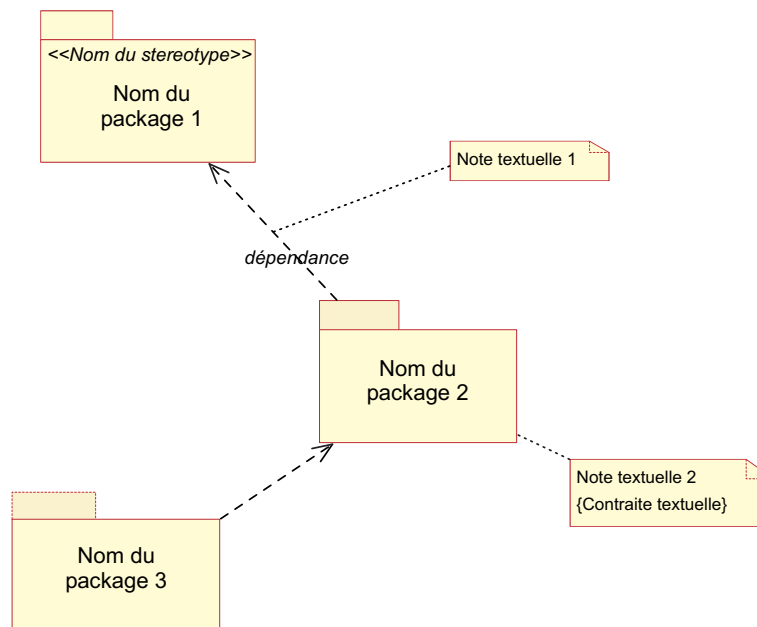 <<Nom du stereotype>>
Nom du
package 1
Note textuelle 1
dépendance
Nom du
package 2
Note textuelle 2
{Contraite textuelle}
Nom du
package 3